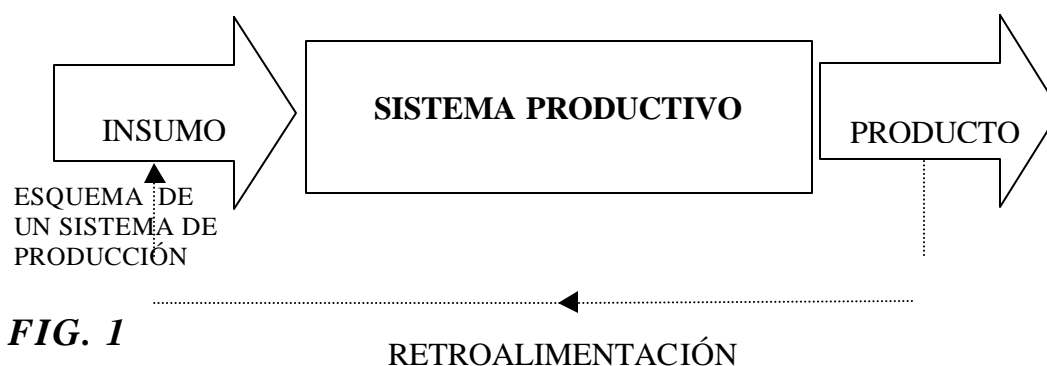 SISTEMA PRODUCTIVO
INSUMO
PRODUCTO
ESQUEMA DE
UN SISTEMA DE
PRODUCCIÓN
FIG. 1
RETROALIMENTACIÓN